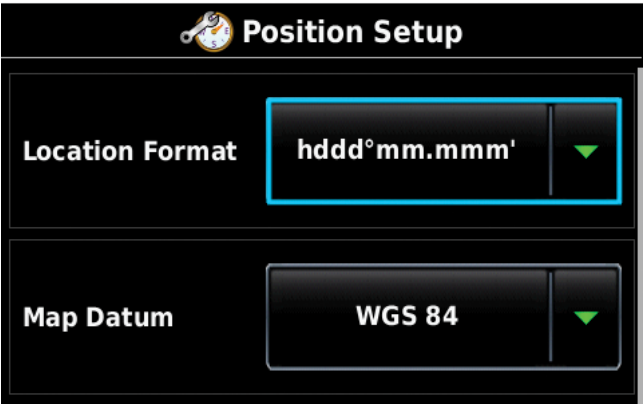 Position Setup
Location Format
hddd°mm.mmm'
Map Datum
WGS 84